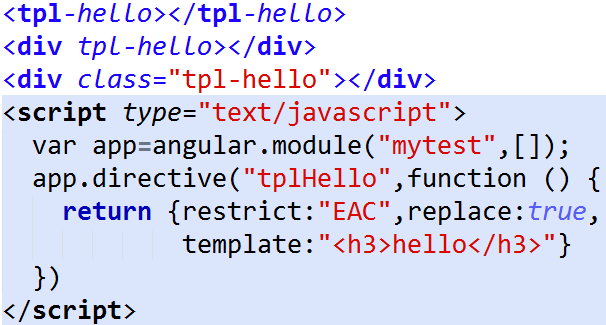 <tpl-hello></tpl-hello>
<div tpl-hello></div>
<div class="tpl-hello"></div>
<script type="text/javascript">
  var app=angular.module("mytest",[]);
  app.directive("tplHello",function () {
    return {restrict:"EAC",replace:true,
            template:"<h3>hello</h3>"}
  })
</script>